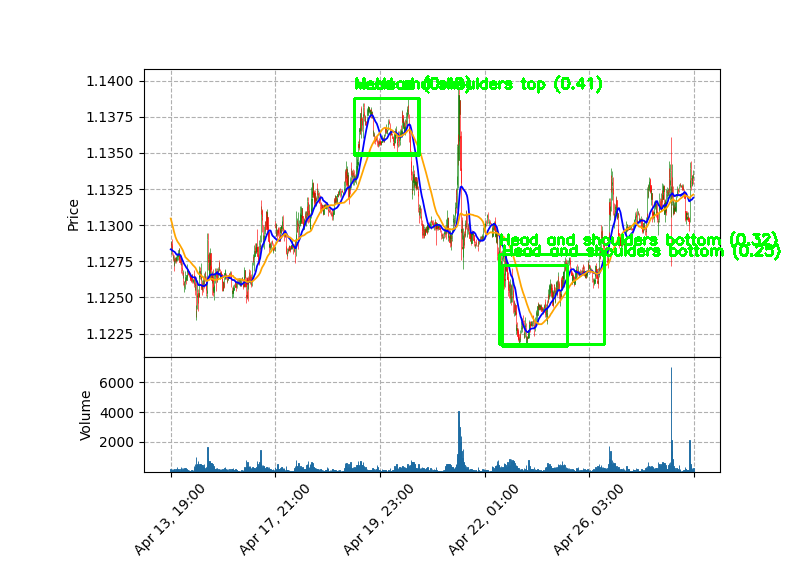 shoulders top (0.41)
1.1400
1.1375
1.1350
1.1325
1.1300
1.1275
1.1250
1.1225
Price
Head and shoulders bottom (0.32)
Head and shoulders bottom (0.25)
6000
4000
2000
Volume
Apr 13, 19:00
Apr 17, 21:00
Apr 19, 23:00
Apr 22, 01:00
Apr 26, 03:00